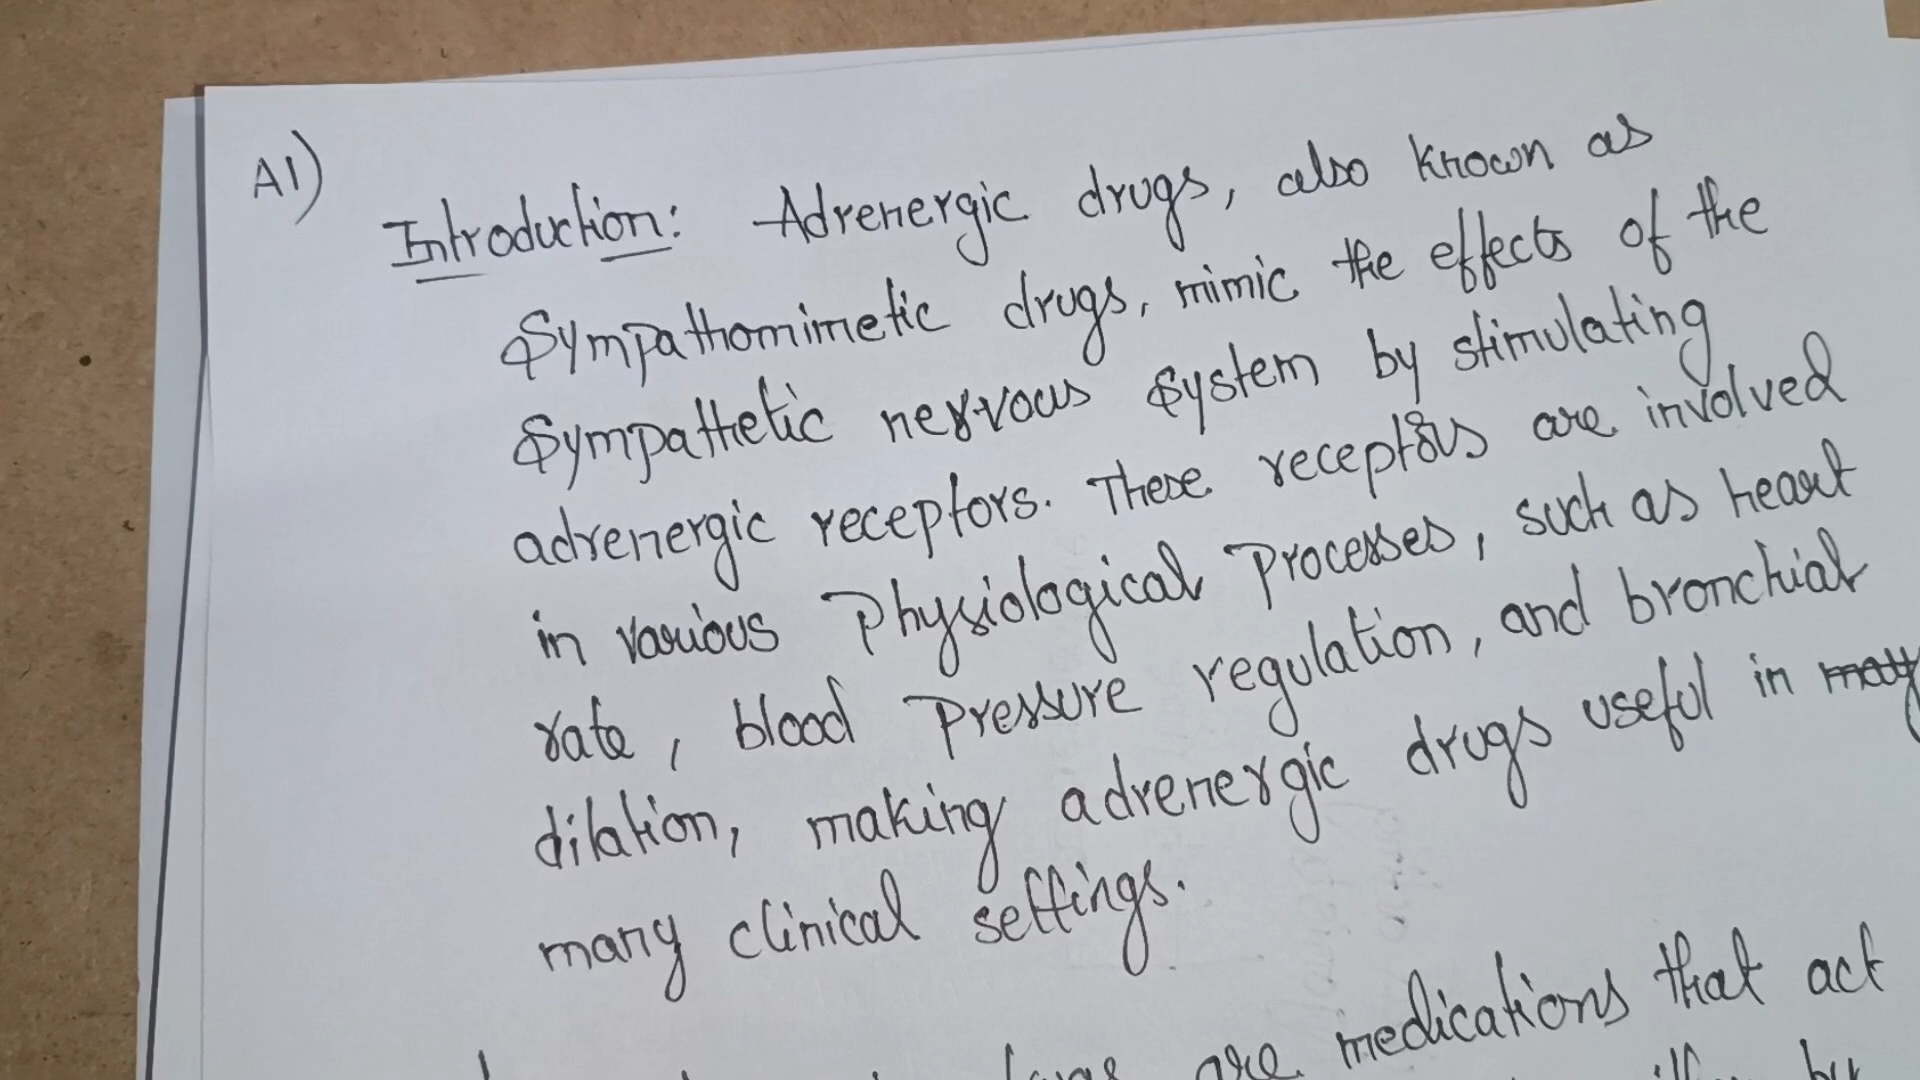 A1)
Introduction: Adrenergic drugs, also known as
Sympathomimetic drugs, mimic the effects of the
Sympathetic nervous System by stimulating
adrenergic receptors. These receptors are involved
in various Physiological Processes, such as heart
rate, blood Pressure regulation, and bronchial
dilation, making adrenergic drugs useful in
many clinical settings.
are medications that act
by